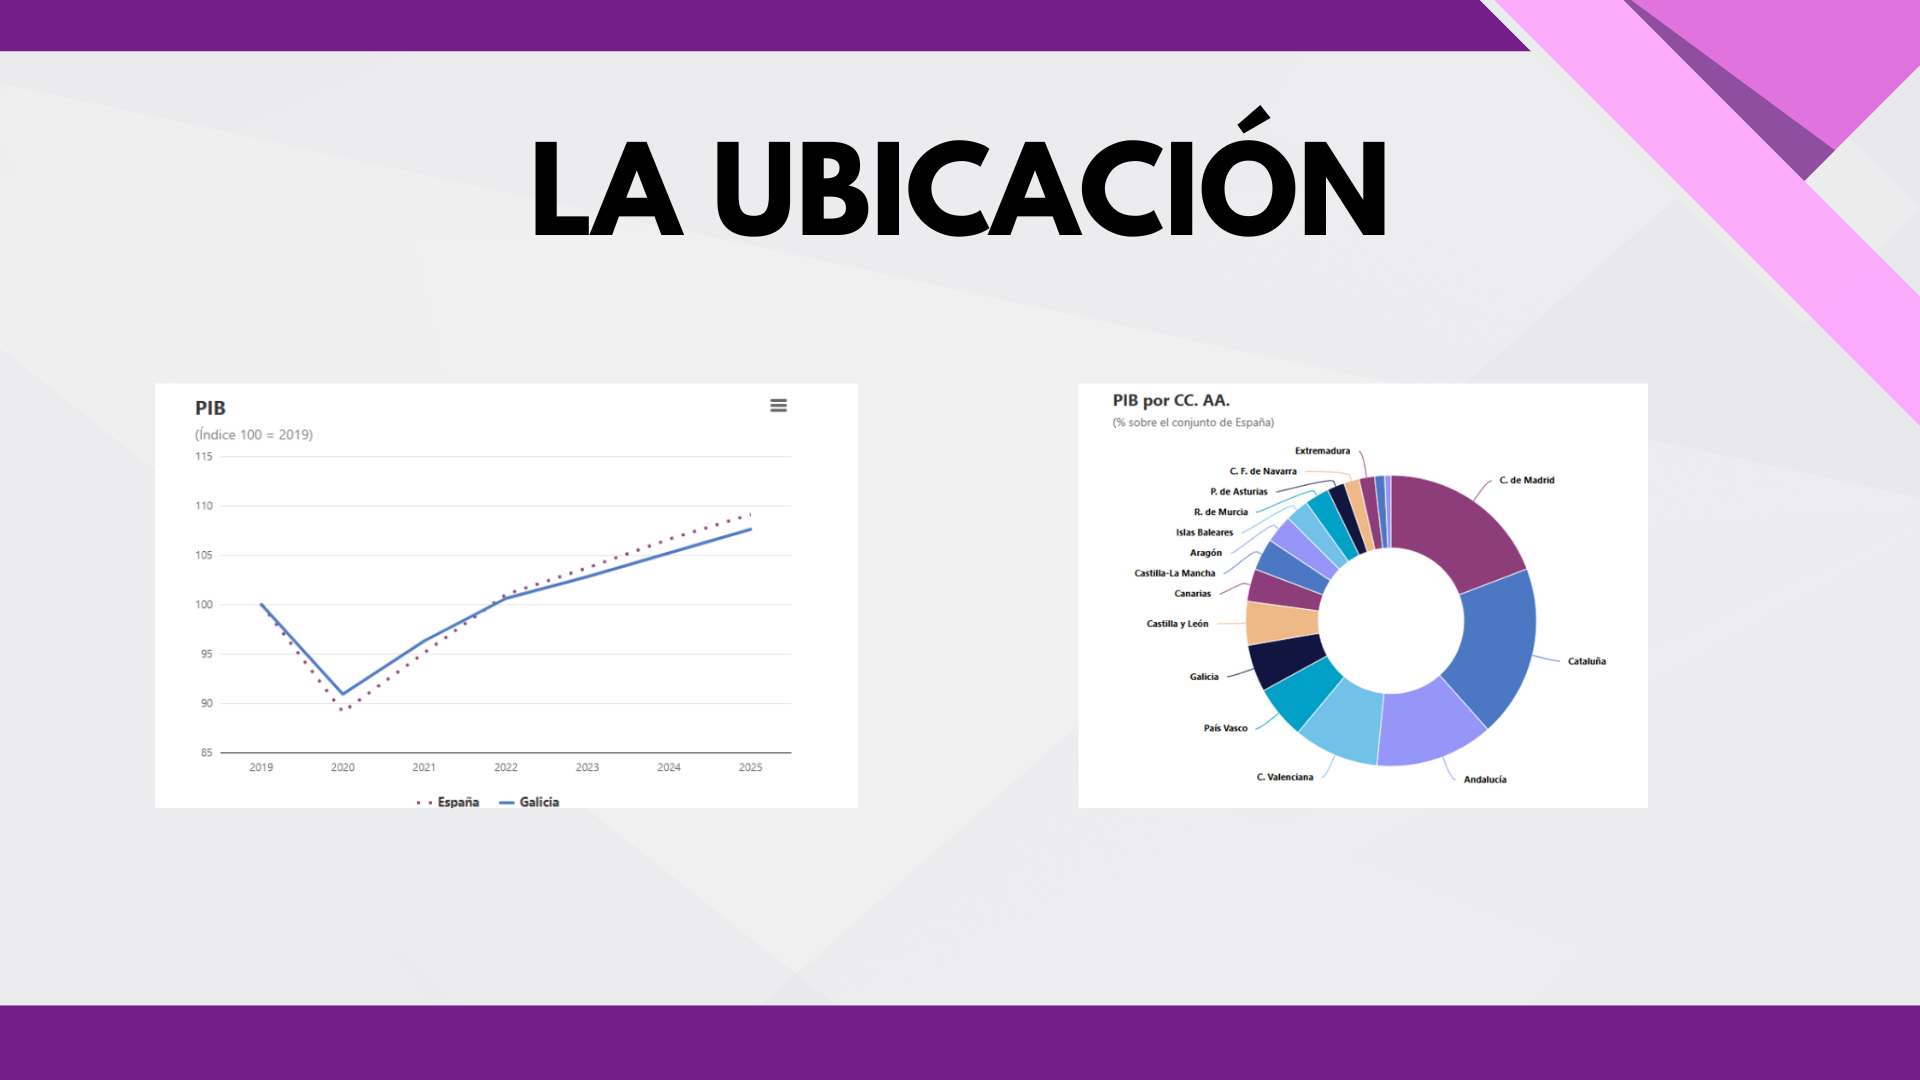 LA UBICACIÓN
PIB
(Índice 100 = 2019)
115
110
105
100
95
90
85
2019 2020 2021 2022 2023 2024 2025
España Galicia
PIB por CC. AA.
(% sobre el conjunto de España)
Extremadura
C. F. de Navarra
P. de Asturias
R. de Murcia
Islas Baleares
Aragón
Castilla-La Mancha
Canarias
Castilla y León
Galicia
País Vasco
C. Valenciana
C. de Madrid
Cataluña
Andalucía